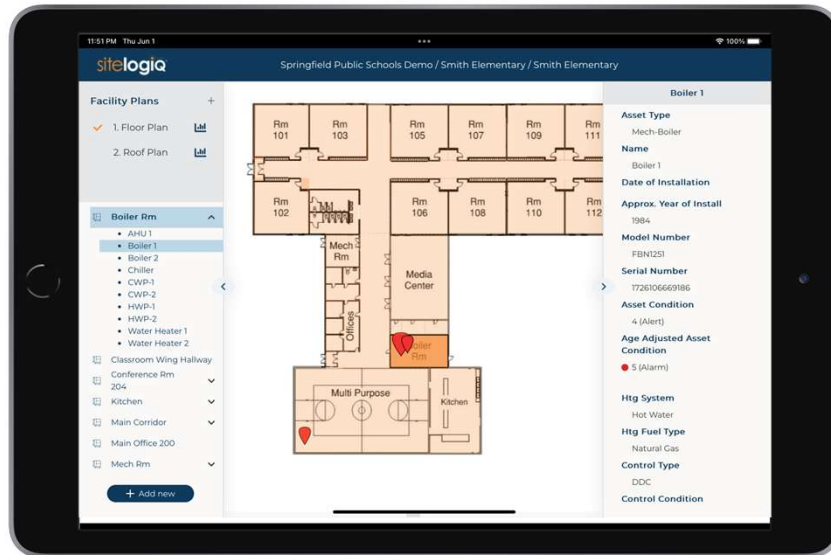 11:51 PM Thu Jun 1
100%
sitelogiq
Springfield Public Schools Demo / Smith Elementary / Smith Elementary
Facility Plans +
1. Floor Plan
2. Roof Plan
Boiler Rm
AHU 1
Boiler 1
Boiler 2
Chiller
CWP-1
CWP-2
HWP-1
HWP-2
Water Heater 1
Water Heater 2
Classroom Wing Hallway
Conference Rm
204
Kitchen
Main Corridor
Main Office 200
Mech Rm
+ Add new
Rm
101
Rm
103
Rm
105
Rm
107
Rm
109
Rm
111
Rm
102
Rm
106
Rm
108
Rm
110
Rm
112
Mech
Rm
Media
Center
Offices
Boiler
Rm
Multi Purpose
Kitchen
Boiler 1
Asset Type
Mech-Boiler
Name
Boiler 1
Date of Installation
Approx. Year of Install
1984
Model Number
FBN1251
Serial Number
1726106669186
Asset Condition
4 (Alert)
Age Adjusted Asset
Condition
5 (Alarm)
Htg System
Hot Water
Htg Fuel Type
Natural Gas
Control Type
DDC
Control Condition